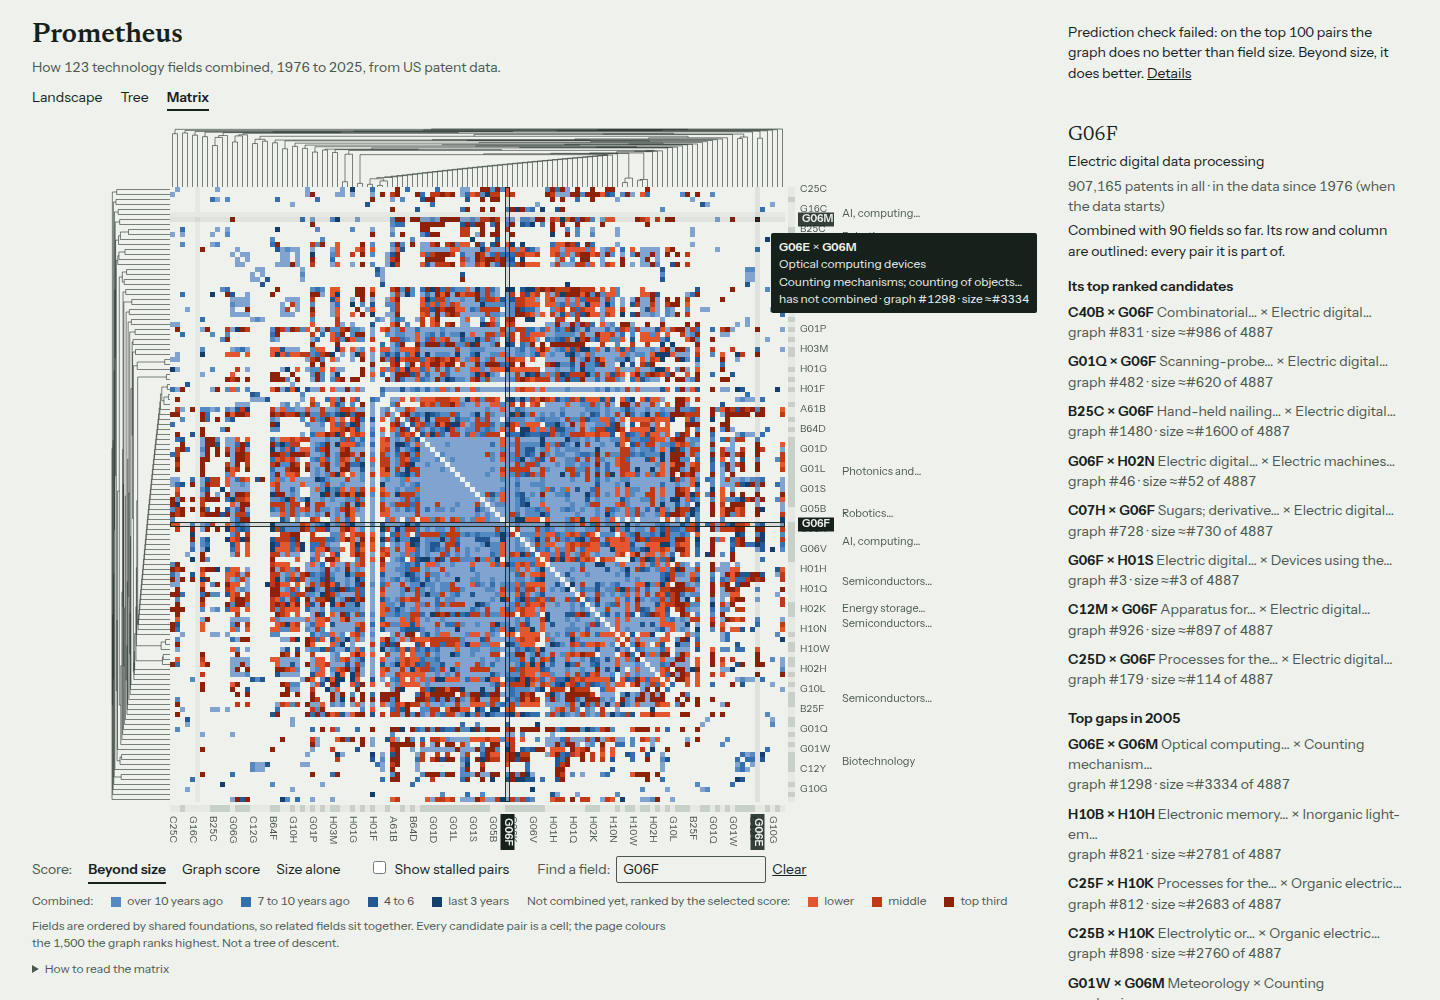 Prometheus
How 123 technology fields combined, 1976 to 2025, from US patent data.
Landscape Tree Matrix
Prediction check failed: on the top 100 pairs the
graph does no better than field size. Beyond size, it
does better. Details
C25C
G16C
G06M
B25C
AI, computing...
G06E × G06M
Optical computing devices
Counting mechanisms; counting of objects...
has not combined · graph #1298 · size ≈#3334
G01P
H03M
H01G
H01F
A61B
B64D
G01D
G01L
Photonics and...
G01S
G05B
Robotics...
G06F
AI, computing...
G06V
H01H
Semiconductors...
H01Q
H02K
Energy storage...
Semiconductors...
H10N
H10W
H02H
G10L
Semiconductors...
B25F
G01Q
G01W
Biotechnology
C12Y
G10G
C25C G16C B25C G06G C12G B64F G10H G01P H03M H01G H01F A61B B64D G01D G01L G01S G05B G06F G06V H01H H01Q H02K H10N H10W H02H G10L B25F G01Q G01W G06E G10G
Score: Beyond size Graph score Size alone Show stalled pairs Find a field: G06F Clear
Combined: over 10 years ago 7 to 10 years ago 4 to 6 last 3 years Not combined yet, ranked by the selected score: lower middle top third
Fields are ordered by shared foundations, so related fields sit together. Every candidate pair is a cell; the page colours
the 1,500 the graph ranks highest. Not a tree of descent.
How to read the matrix
G06F
Electric digital data processing
907,165 patents in all · in the data since 1976 (when
the data starts)
Combined with 90 fields so far. Its row and column
are outlined: every pair it is part of.
Its top ranked candidates
C40B × G06F Combinatorial... × Electric digital...
graph #831 · size ≈#986 of 4887
G01Q × G06F Scanning-probe... × Electric digital...
graph #482 · size ≈#620 of 4887
B25C × G06F Hand-held nailing... × Electric digital...
graph #1480 · size ≈#1600 of 4887
G06F × H02N Electric digital... × Electric machines...
graph #46 · size ≈#52 of 4887
C07H × G06F Sugars; derivative... × Electric digital...
graph #728 · size ≈#730 of 4887
G06F × H01S Electric digital... × Devices using the...
graph #3 · size ≈#3 of 4887
C12M × G06F Apparatus for... × Electric digital...
graph #926 · size ≈#897 of 4887
C25D × G06F Processes for the... × Electric digital...
graph #179 · size ≈#114 of 4887
Top gaps in 2005
G06E × G06M Optical computing... × Counting
mechanism...
graph #1298 · size ≈#3334 of 4887
H10B × H10H Electronic memory... × Inorganic light-
em...
graph #821 · size ≈#2781 of 4887
C25F × H10K Processes for the... × Organic electric...
graph #812 · size ≈#2683 of 4887
C25B × H10K Electrolytic or... × Organic electric...
graph #898 · size ≈#2760 of 4887
G01W × G06M Meteorology × Counting